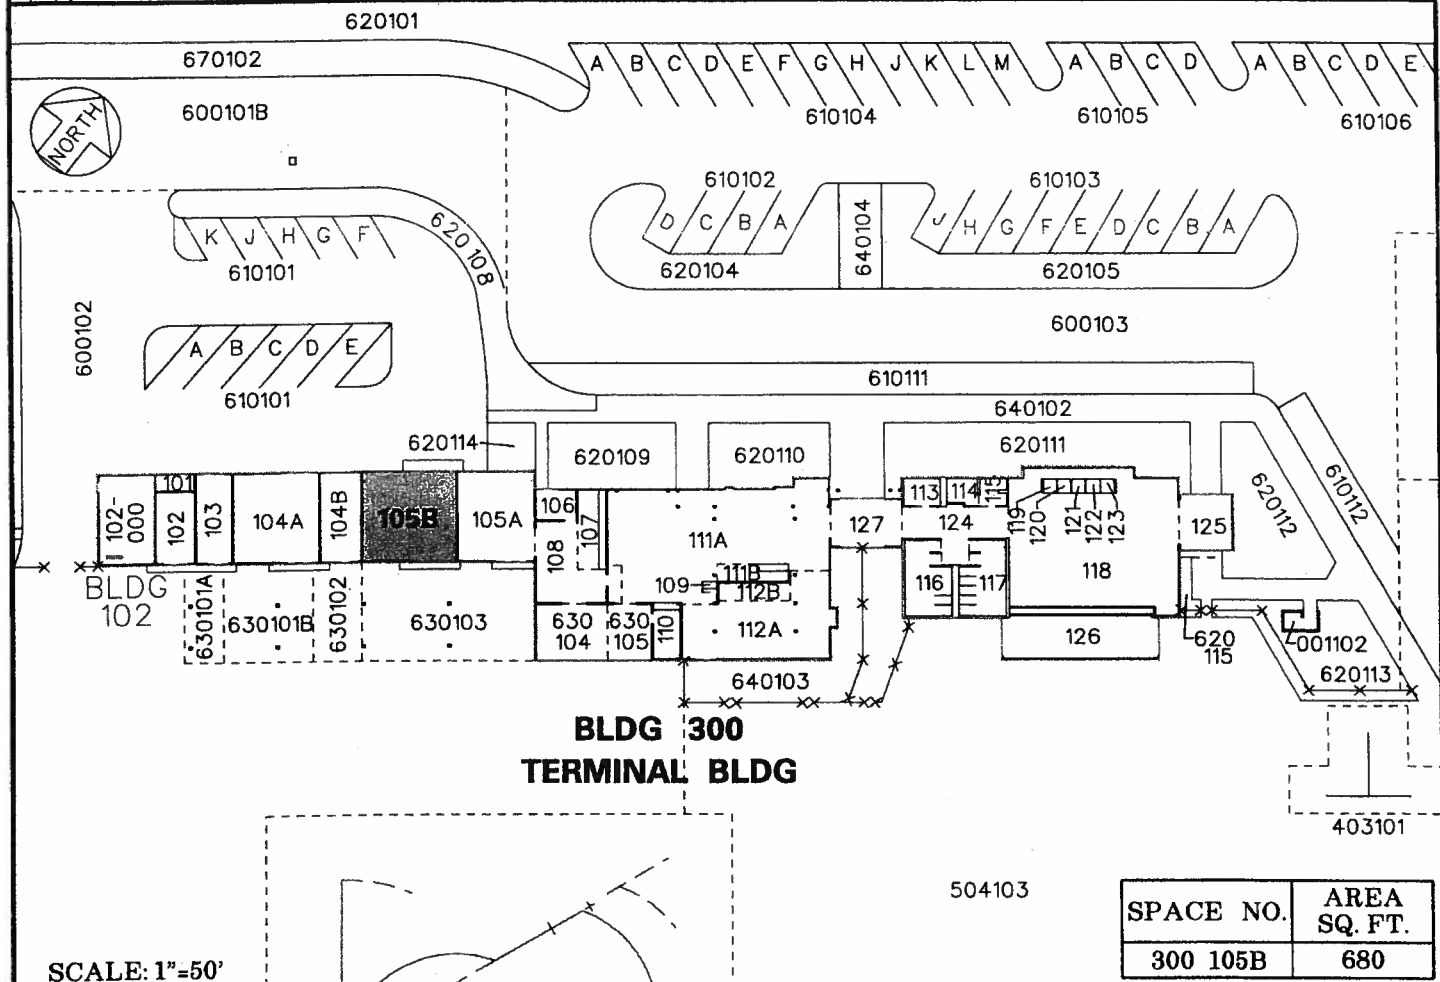 620101
670102
A B C D E F G H J K L M
A B C D
A B C D E
600101B
610104
610105
610106
NORTH
610102
610103
D C B A
J H G F E D C B A
620108
640104
K J H G F
610101
620104
620105
600102
600103
A B C D E
610101
610111
640102
620114
620109
620110
620111
610112
620112
102-
000
101
102
103
104A
104B
105B
105A
106
107
108
111A
127
113
114
115
124
119
120
121
122
123
125
109
111B
112B
116
117
118
BLDG
102
630101A
630101B
630102
630103
630
104
630
105
110
112A
126
620
115
001102
640103
620113
BLDG 300
TERMINAL BLDG
403101
504103
SPACE NO.
AREA
SQ. FT.
300 105B
680
SCALE: 1"=50'